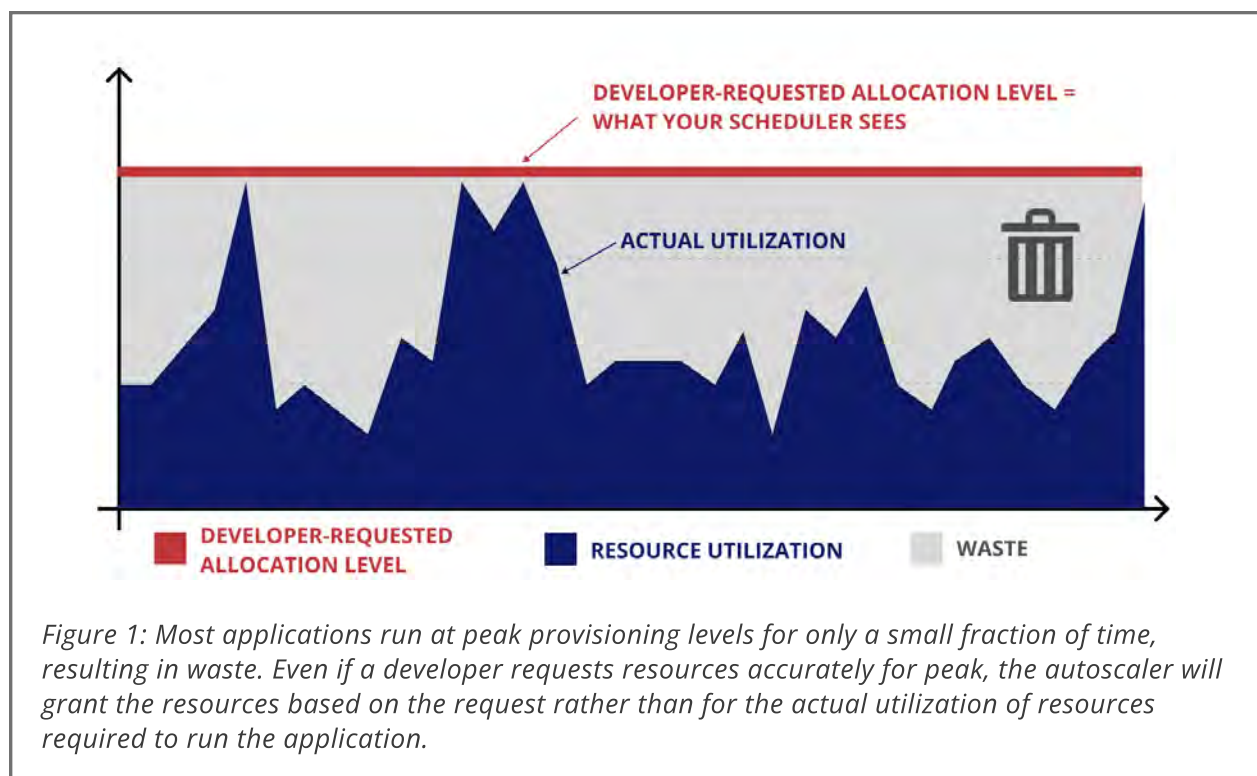 DEVELOPER-REQUESTED ALLOCATION LEVEL =
WHAT YOUR SCHEDULER SEES
ACTUAL UTILIZATION
DEVELOPER-REQUESTED
ALLOCATION LEVEL
RESOURCE UTILIZATION
WASTE
Figure 1: Most applications run at peak provisioning levels for only a small fraction of time,
resulting in waste. Even if a developer requests resources accurately for peak, the autoscaler will
grant the resources based on the request rather than for the actual utilization of resources
required to run the application.